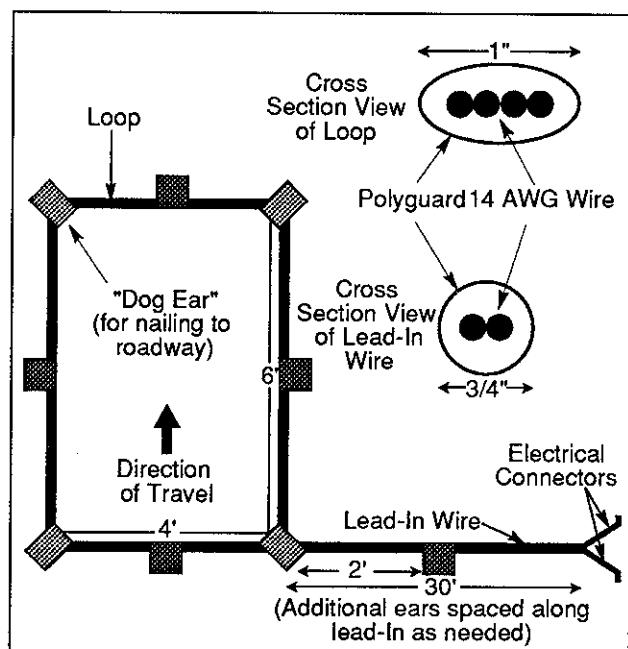 1"
Cross
Section View
of Loop
Loop
Polyguard 14 AWG Wire
"Dog Ear"
(for nailing to
roadway)
Cross
Section View
of Lead-In
Wire
6'
3/4"
Direction
of Travel
Electrical
Connectors
4'
Lead-In Wire
2'
30'
(Additional ears spaced along
lead-In as needed)